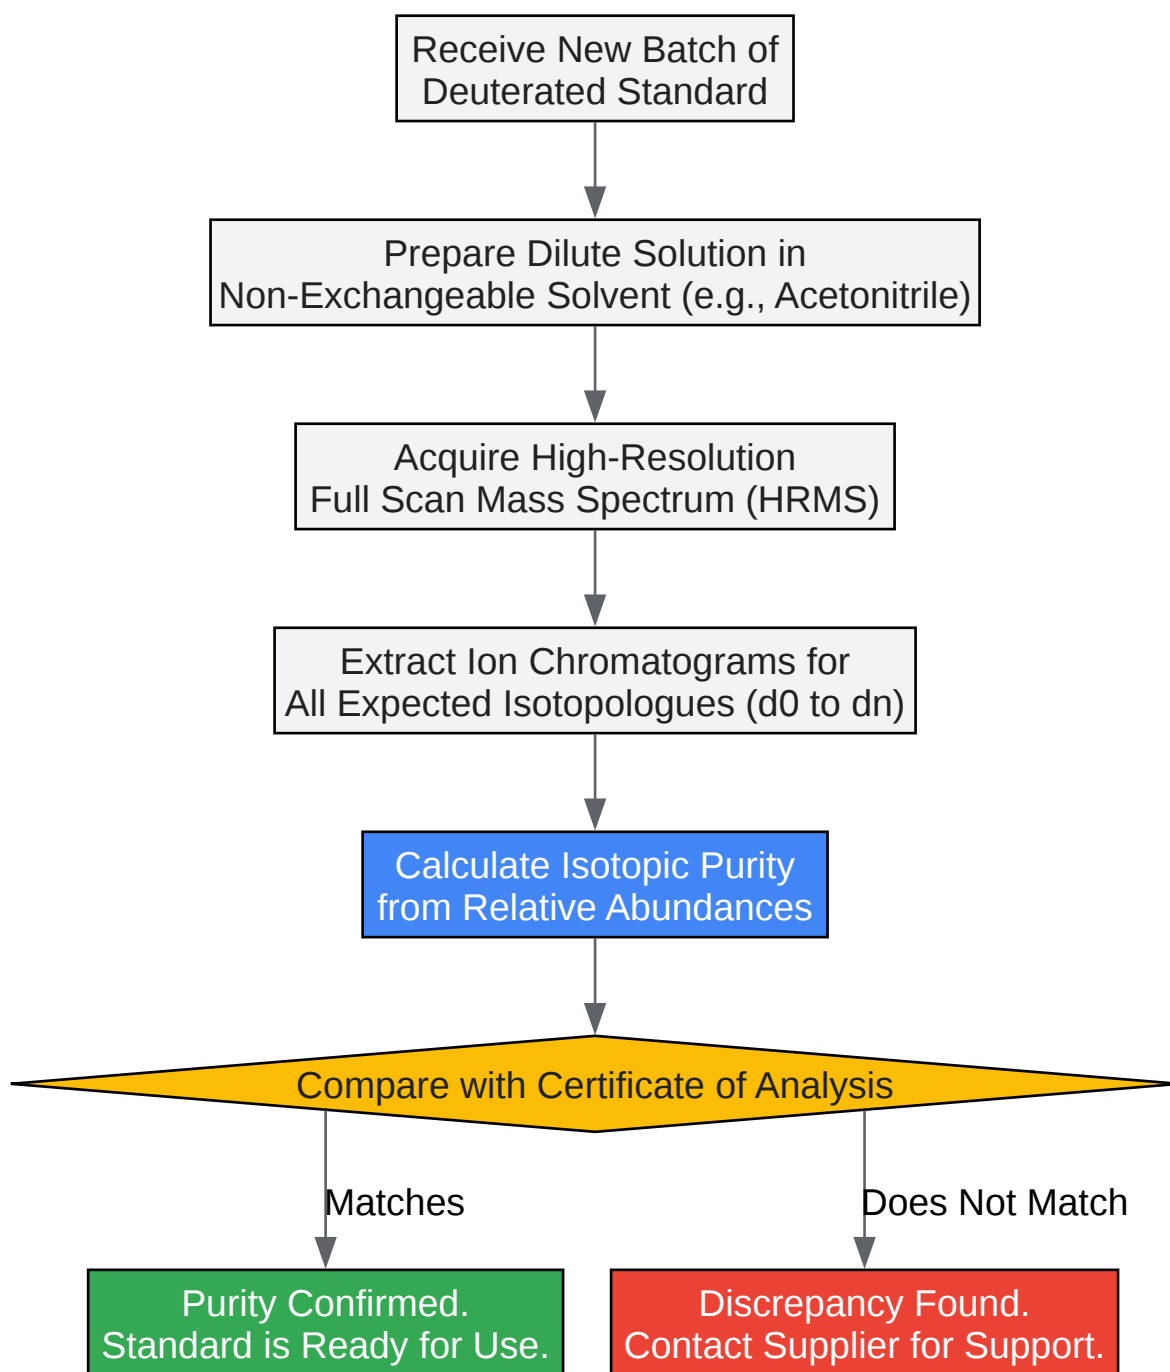 Receive New Batch of
Deuterated Standard
Prepare Dilute Solution in
Non-Exchangeable Solvent (e.g., Acetonitrile)
Acquire High-Resolution
Full Scan Mass Spectrum (HRMS)
Extract Ion Chromatograms for
All Expected Isotopologues (d0 to dn)
Calculate Isotopic Purity
from Relative Abundances
Compare with Certificate of Analysis
Matches
Does Not Match
Purity Confirmed.
Standard is Ready for Use.
Discrepancy Found.
Contact Supplier for Support.